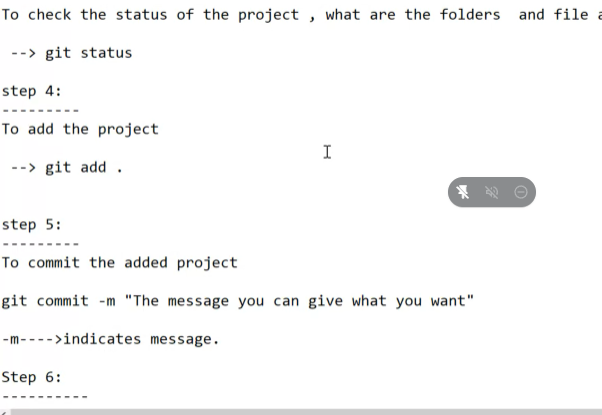 To check the status of the project , what are the folders  and file
 --> git status
step 4:
---------
To add the project
 --> git add .
step 5:
---------
To commit the added project
git commit -m "The message you can give what you want"
-m---->indicates message.
Step 6:
----------